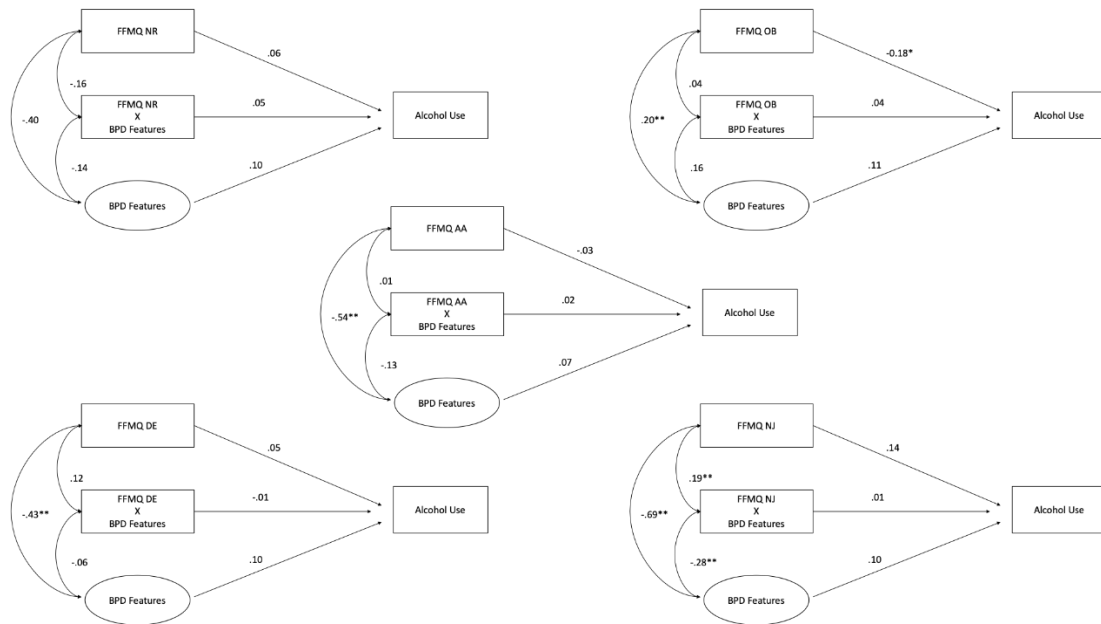 FFMQ NR
.06
-.16
FFMQ NR
X
BPD Features
.05
Alcohol Use
-.40
-.14
.10
BPD Features
FFMQ OB
-0.18*
.04
FFMQ OB
X
BPD Features
.04
Alcohol Use
.20**
.16
.11
BPD Features
FFMQ AA
-.03
.01
FFMQ AA
X
BPD Features
.02
Alcohol Use
-.54**
-.13
.07
BPD Features
FFMQ DE
.05
.12
FFMQ DE
X
BPD Features
-.01
Alcohol Use
-.43**
-.06
.10
BPD Features
FFMQ NJ
.14
.19**
FFMQ NJ
X
BPD Features
.01
Alcohol Use
-.69**
-.28**
.10
BPD Features